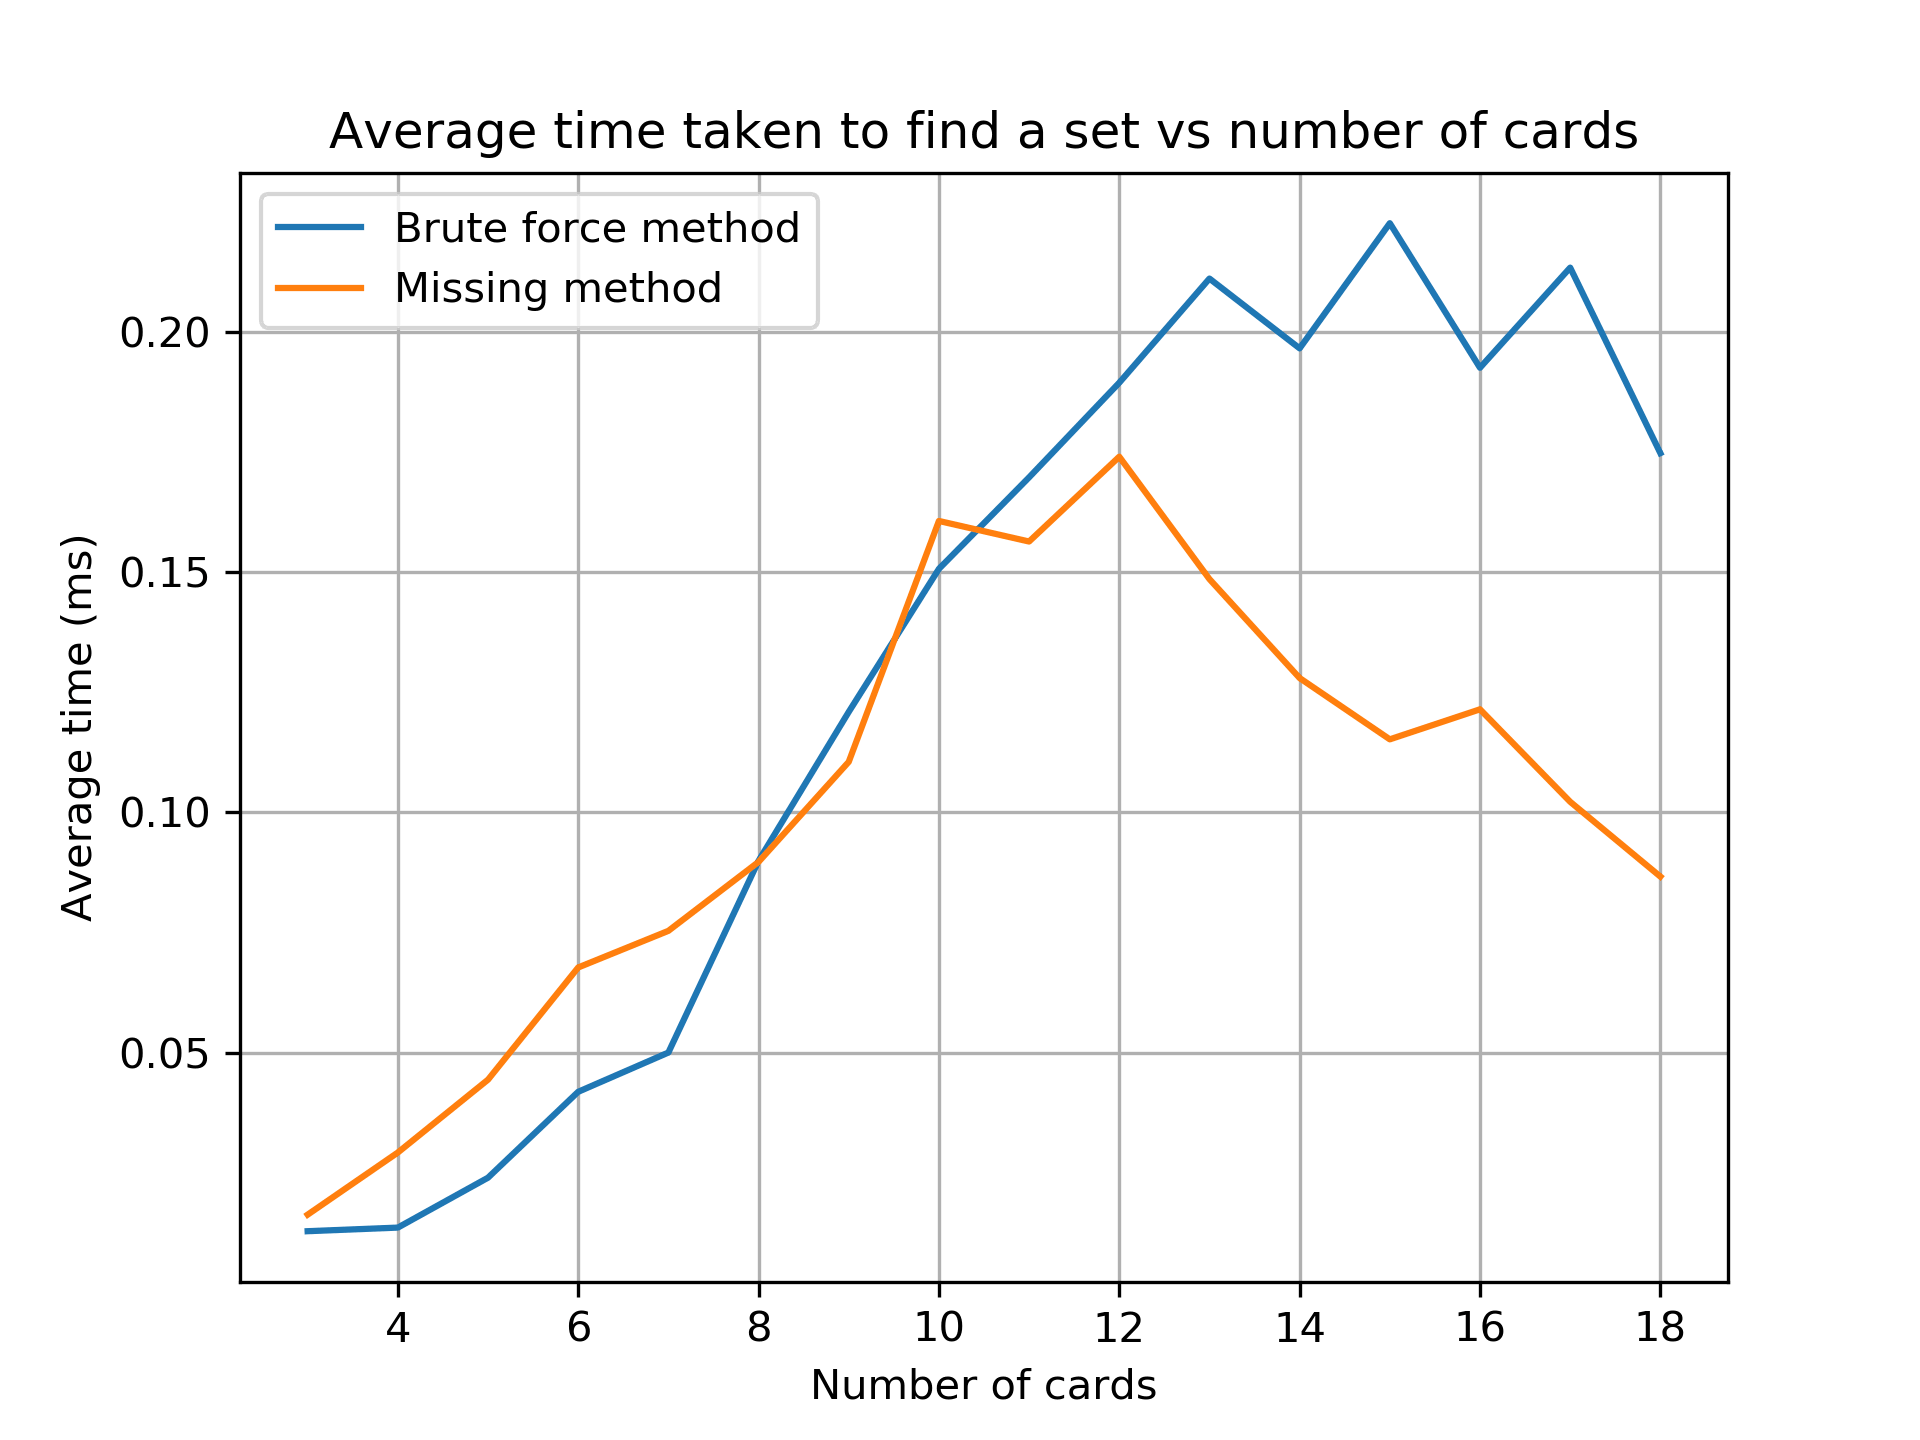 Average time taken to find a set vs number of cards
Brute force method
Missing method
0.20
0.15
0.10
0.05
Average time (ms)
4 6 8 10 12 14 16 18
Number of cards